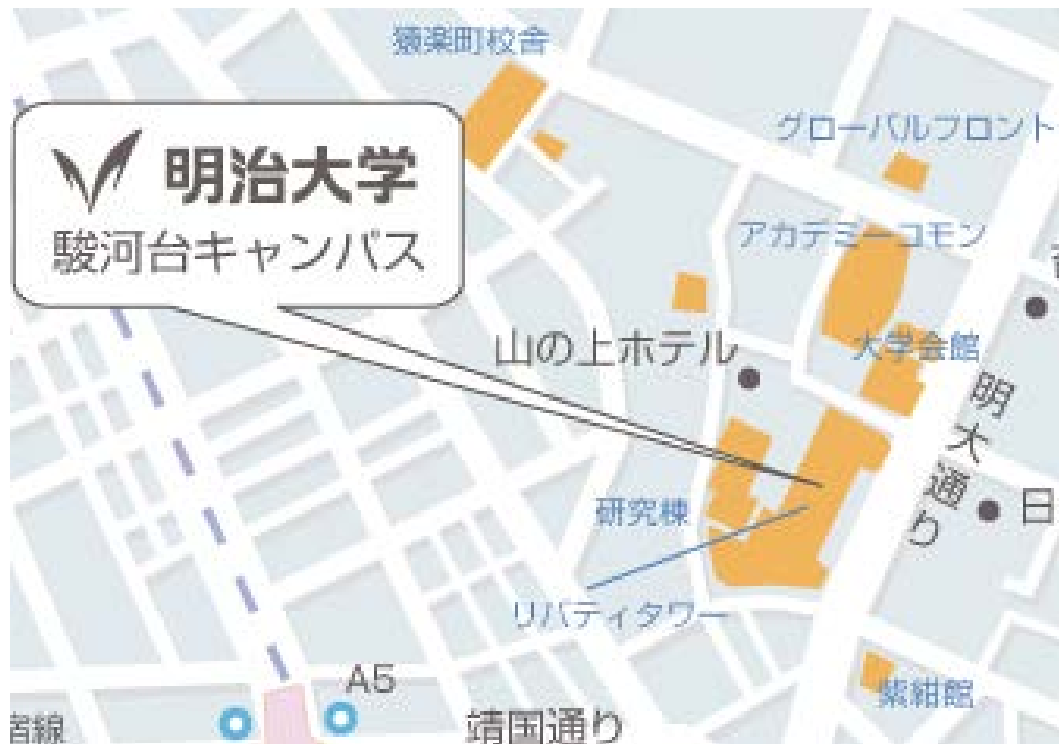 猿楽町校舎
グローバルフロント
明治大学
駿河台キャンパス
アカデミーコモン
山の上ホテル
大学会館
明大通り
研究棟
日
リバティタワー
A5
紫紺館
宿線
靖国通り